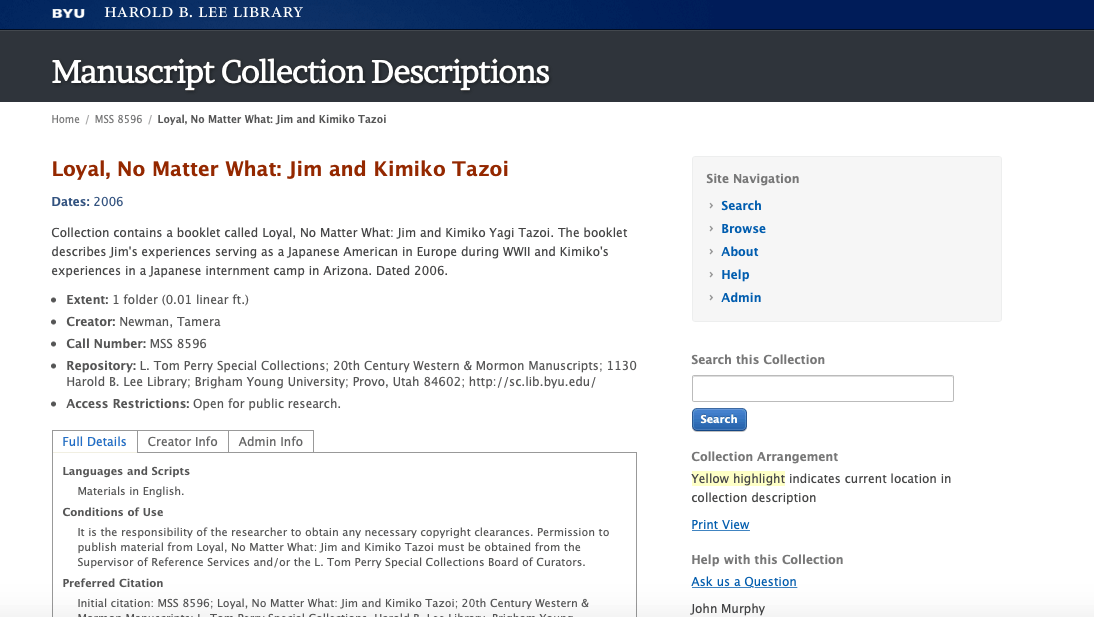 BYU HAROLD B. LEE LIBRARY
Manuscript Collection Descriptions
Home / MSS 8596 / Loyal, No Matter What: Jim and Kimiko Tazoi
Loyal, No Matter What: Jim and Kimiko Tazoi
Dates: 2006
Collection contains a booklet called Loyal, No Matter What: Jim and Kimiko Yagi Tazoi. The booklet
describes Jim's experiences serving as a Japanese American in Europe during WWII and Kimiko's
experiences in a Japanese internment camp in Arizona. Dated 2006.
• Extent: 1 folder (0.01 linear ft.)
• Creator: Newman, Tamera
• Call Number: MSS 8596
• Repository: L. Tom Perry Special Collections; 20th Century Western & Mormon Manuscripts; 1130
Harold B. Lee Library; Brigham Young University; Provo, Utah 84602; http://sc.lib.byu.edu/
• Access Restrictions: Open for public research.
Full Details Creator Info Admin Info
Languages and Scripts
Materials in English.
Conditions of Use
It is the responsibility of the researcher to obtain any necessary copyright clearances. Permission to
publish material from Loyal, No Matter What: Jim and Kimiko Tazoi must be obtained from the
Supervisor of Reference Services and/or the L. Tom Perry Special Collections Board of Curators.
Preferred Citation
Initial citation: MSS 8596; Loyal, No Matter What: Jim and Kimiko Tazoi; 20th Century Western &
Mormon Manuscripts; L. Tom Perry Special Collections, Harold B. Lee Library, Brigham Young
Site Navigation
› Search
› Browse
› About
› Help
› Admin
Search this Collection
Search
Collection Arrangement
Yellow highlight indicates current location in
collection description
Print View
Help with this Collection
Ask us a Question
John Murphy